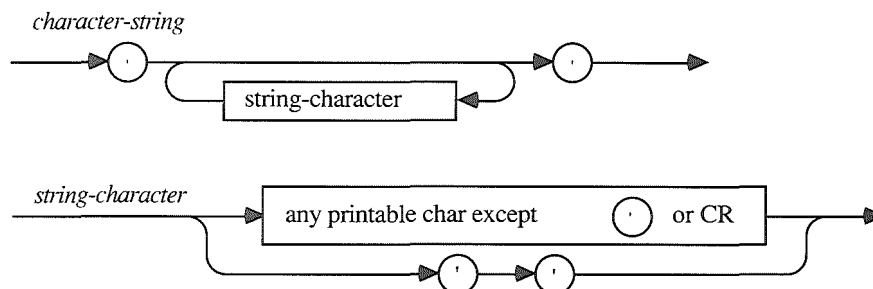 character-string
' '
string-character
string-character
any printable char except ' or CR
' '